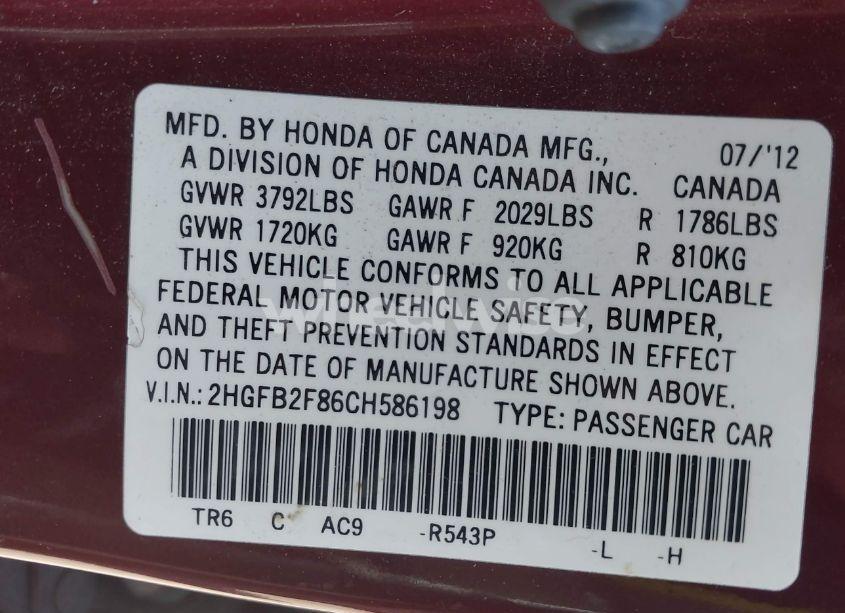 MFD. BY HONDA OF CANADA MFG., 07/'12
A DIVISION OF HONDA CANADA INC. CANADA
GVWR 3792LBS GAWR F 2029LBS R 1786LBS
GVWR 1720KG GAWR F 920KG R 810KG
THIS VEHICLE CONFORMS TO ALL APPLICABLE
FEDERAL MOTOR VEHICLE SAFETY, BUMPER,
AND THEFT PREVENTION STANDARDS IN EFFECT
ON THE DATE OF MANUFACTURE SHOWN ABOVE.
V.I.N.: 2HGFB2F86CH586198 TYPE: PASSENGER CAR
TR6 C AC9 -R543P -L -H